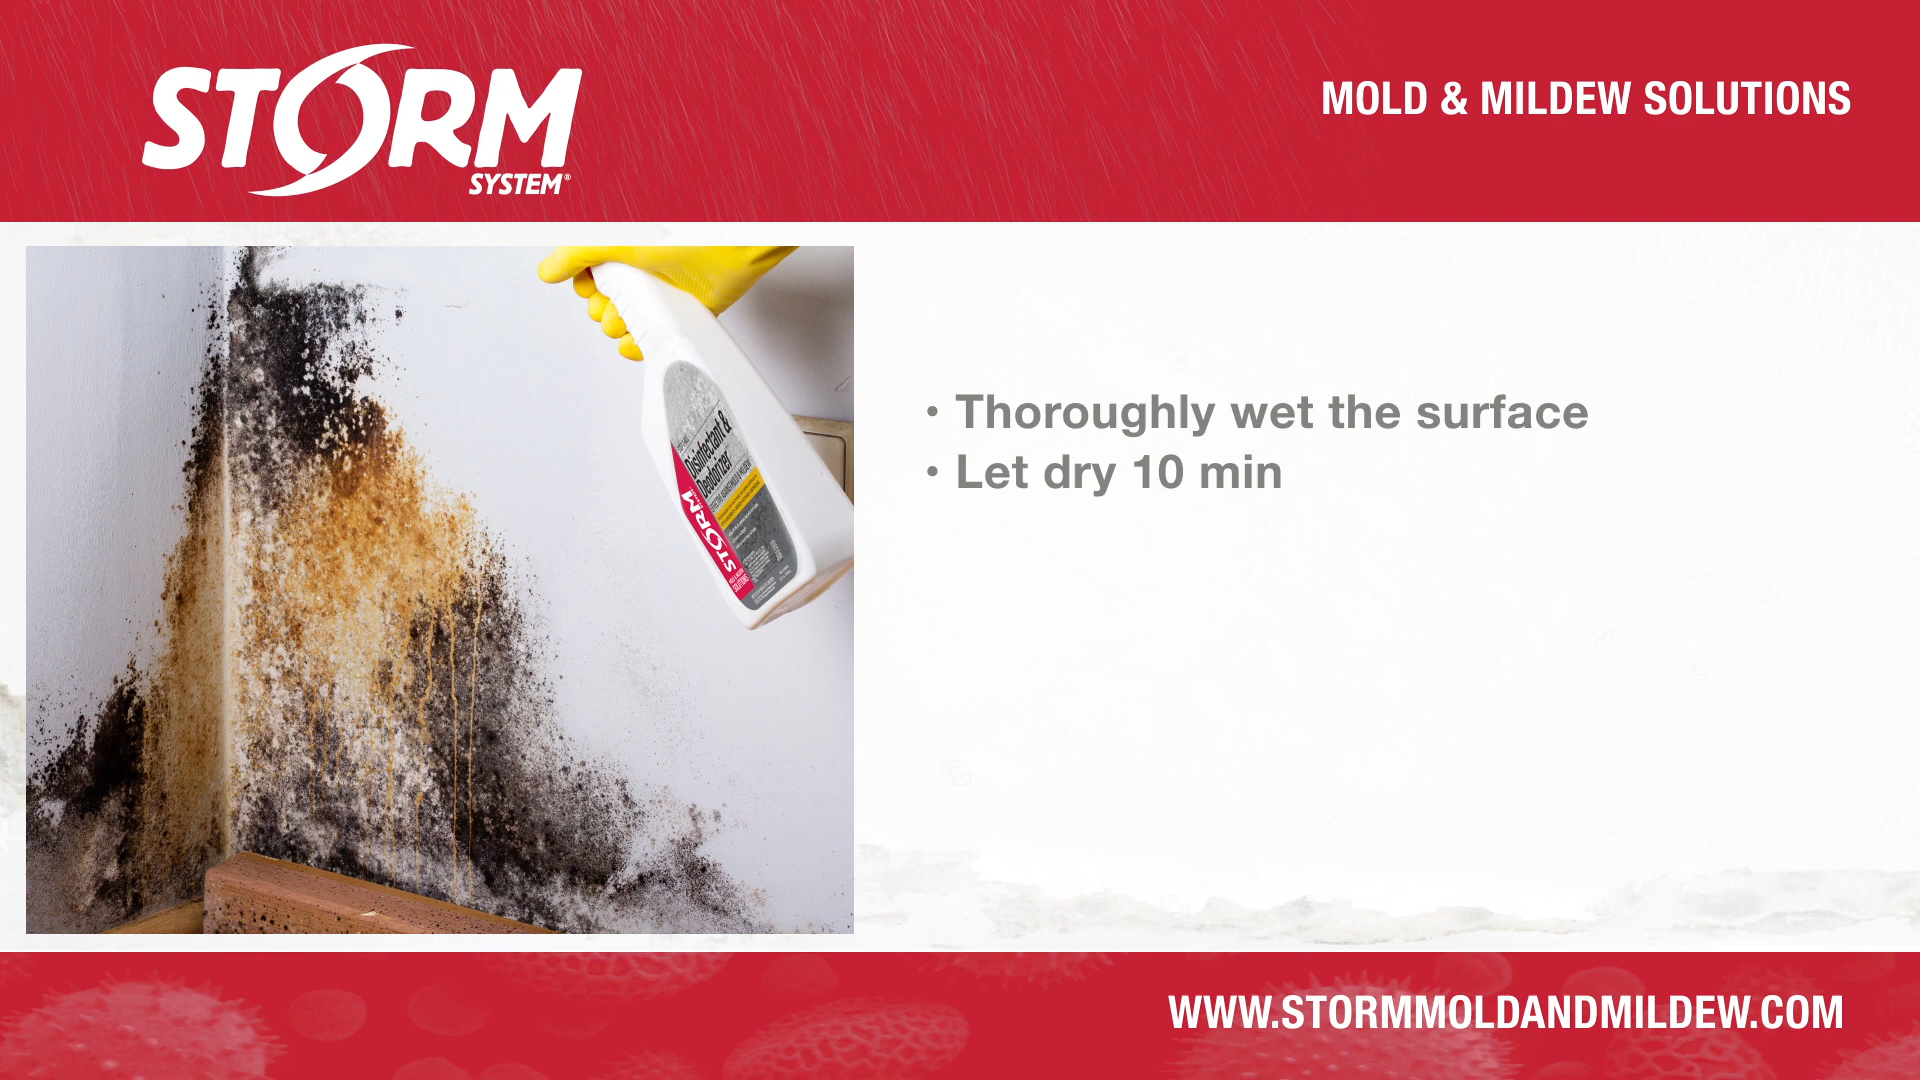 STORM
SYSTEM®
MOLD & MILDEW SOLUTIONS
• Thoroughly wet the surface
• Let dry 10 min
Disinfectant &
Deodorizer
STORM
WWW.STORMMOLDANDMILDEW.COM